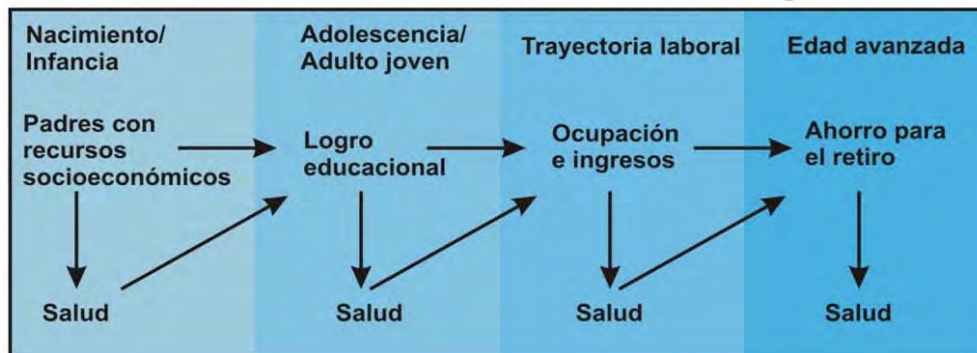 Nacimiento/
Infancia
Adolescencia/
Adulto joven
Trayectoria laboral
Edad avanzada
Padres con
recursos
socioeconómicos
Logro
educacional
Ocupación
e ingresos
Ahorro para
el retiro
Salud
Salud
Salud
Salud